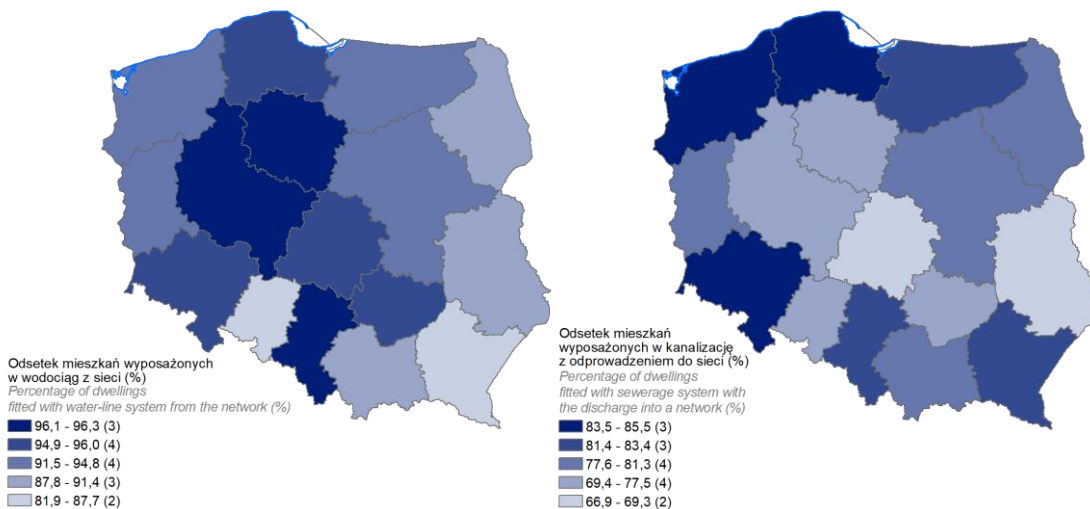 Odsetek mieszkań wyposażonych
w wodociąg z sieci (%)
Percentage of dwellings
fitted with water-line system from the network (%)
96,1 - 96,3 (3)
94,9 - 96,0 (4)
91,5 - 94,8 (4)
87,8 - 91,4 (3)
81,9 - 87,7 (2)
Odsetek mieszkań
wyposażonych w kanalizację
z odprowadzeniem do sieci (%)
Percentage of dwellings
fitted with sewerage system with
the discharge into a network (%)
83,5 - 85,5 (3)
81,4 - 83,4 (3)
77,6 - 81,3 (4)
69,4 - 77,5 (4)
66,9 - 69,3 (2)